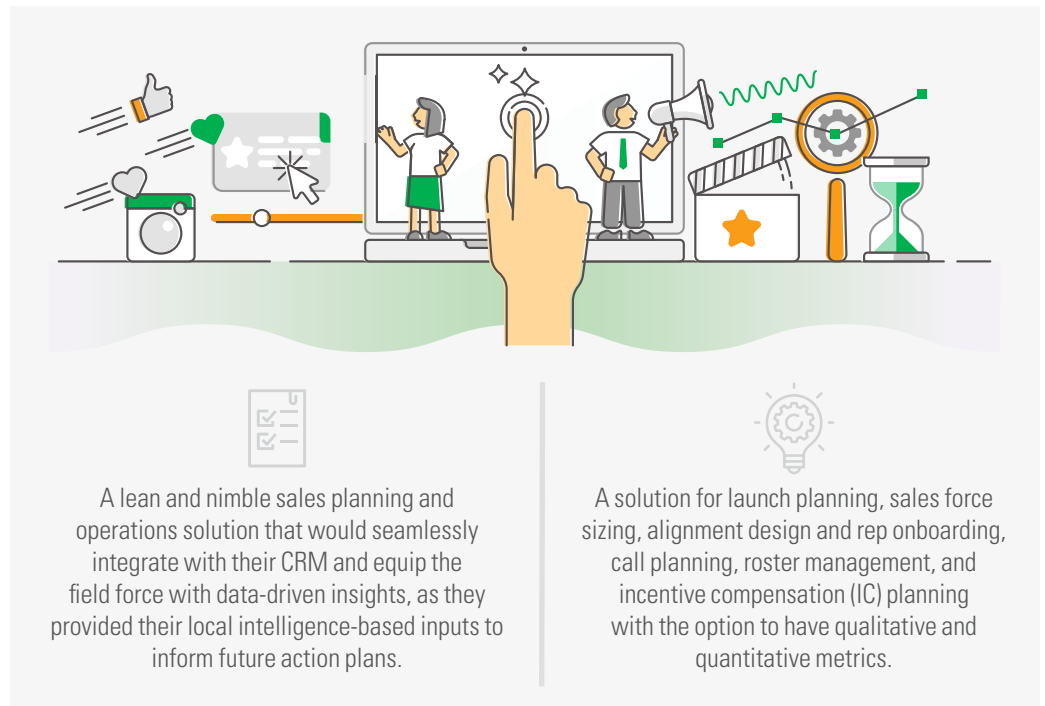 A lean and nimble sales planning and
operations solution that would seamlessly
integrate with their CRM and equip the
field force with data-driven insights, as they
provided their local intelligence-based inputs to
inform future action plans.
A solution for launch planning, sales force
sizing, alignment design and rep onboarding,
call planning, roster management, and
incentive compensation (IC) planning
with the option to have qualitative and
quantitative metrics.